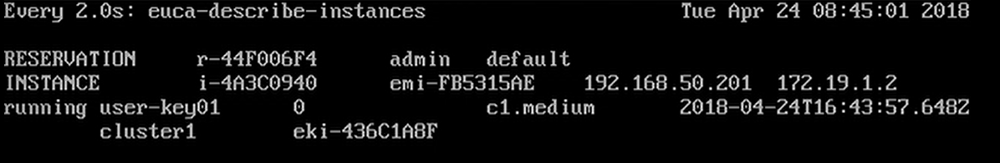 Every 2.0s: euca-describe-instances Tue Apr 24 08:45:01 2018
RESERVATION r-44F006F4 admin default
INSTANCE i-4A3C0940 emi-FB5315AE 192.168.50.201 172.19.1.2
running user-key01 0 c1.medium 2018-04-24T16:43:57.648Z
cluster1 eki-436C1A8F